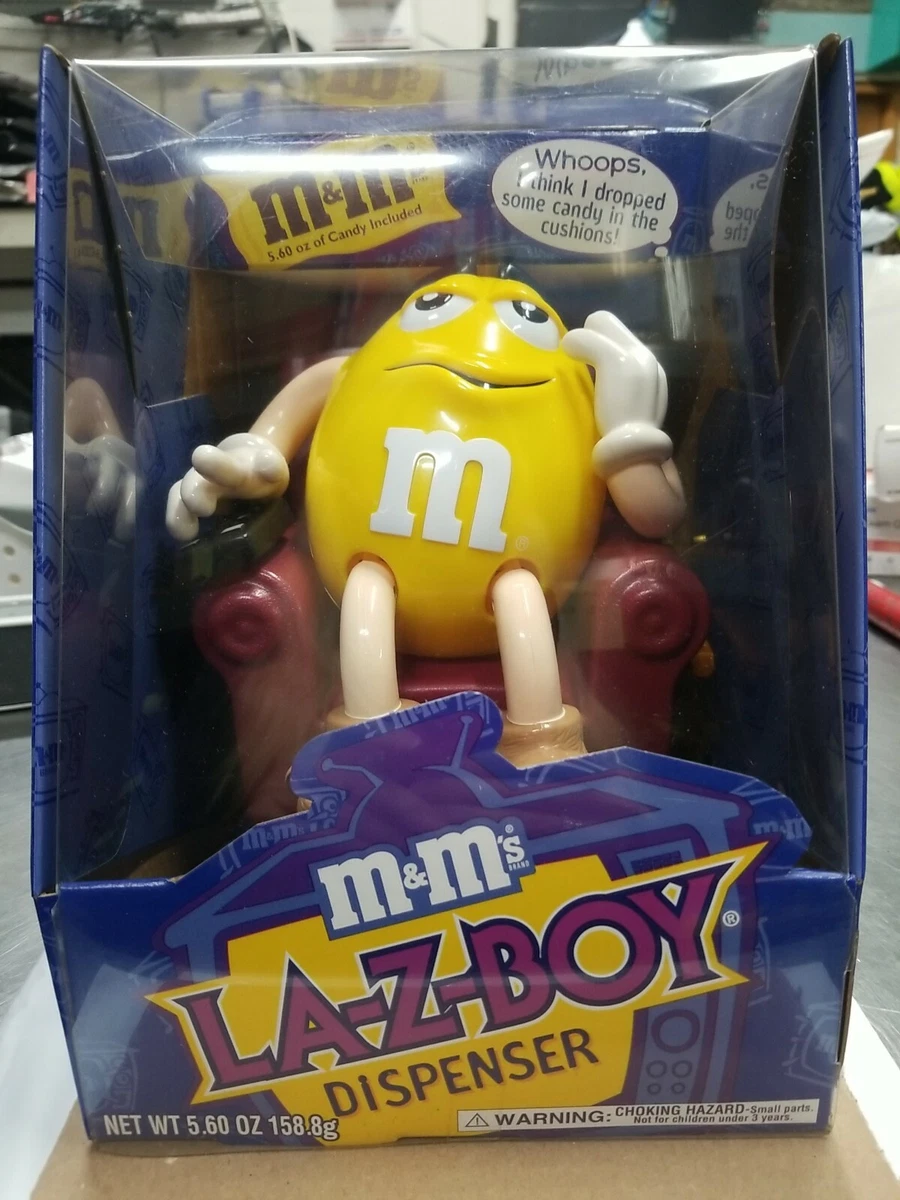 m&m's
5.60 oz of Candy Included
Whoops,
I think I dropped
some candy in the
cushions!
m
®
m&m's®
BRAND
LA-Z-BOY®
DISPENSER
NET WT 5.60 OZ 158.8g
⚠ WARNING: CHOKING HAZARD-Small parts.
Not for children under 3 years.